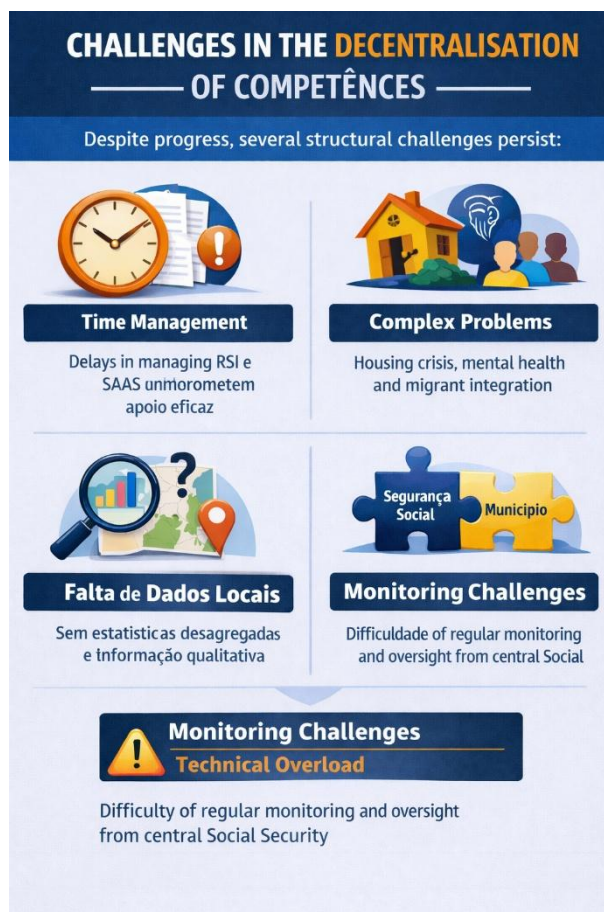 CHALLENGES IN THE DECENTRALISATION
OF COMPETÊNCES
Despite progress, several structural challenges persist:
Time Management
Delays in managing RSI e
SAAS unmorometem
apoio eficaz
Complex Problems
Housing crisis, mental health
and migrant integration
?
Falta de Dados Locais
Sem estatisticas desagregadas
e Informação qualitativa
Segurança
Social
Municipio
Monitoring Challenges
Difficuldade of regular monitoring
and oversight from central Social
Monitoring Challenges
Technical Overload
Difficulty of regular monitoring and oversight
from central Social Security